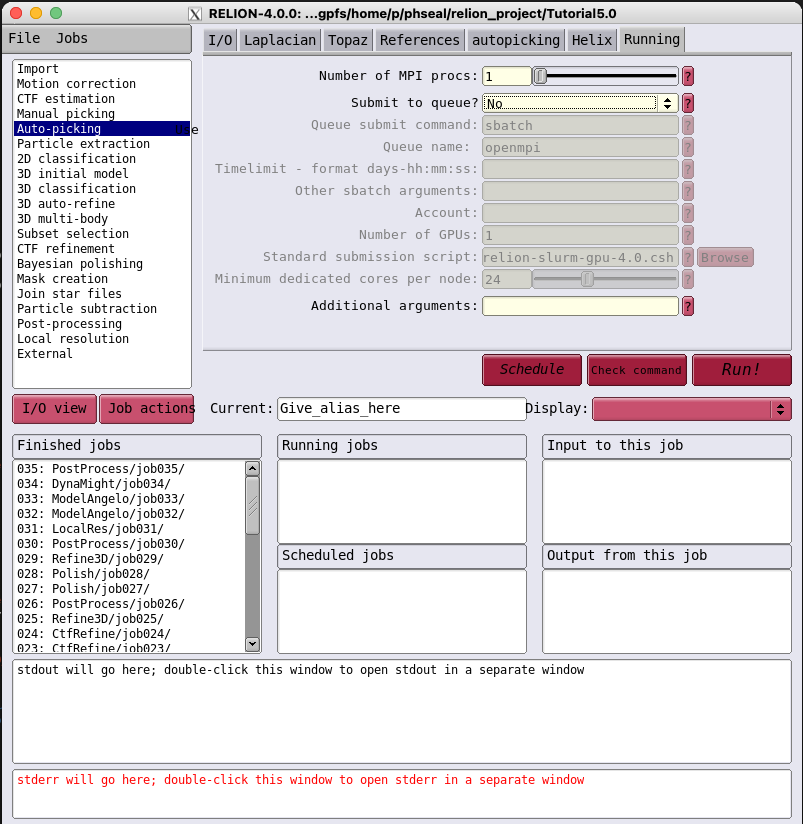 RELION-4.0.0: ...gpfs/home/p/phseal/relion_project/Tutorial5.0
File Jobs
I/O Laplacian Topaz References autopicking Helix Running
Import
Motion correction
CTF estimation
Manual picking
Auto-picking
Particle extraction
2D classification
3D initial model
3D classification
3D auto-refine
3D multi-body
Subset selection
CTF refinement
Bayesian polishing
Mask creation
Join star files
Particle subtraction
Post-processing
Local resolution
External
Number of MPI procs: 1 ?
Submit to queue? No ?
Queue submit command: sbatch ?
Queue name: openmpi ?
Timelimit - format days-hh:mm:ss: ?
Other sbatch arguments: ?
Account: ?
Number of GPUs: 1 ?
Standard submission script: relion-slurm-gpu-4.0.csh ? Browse
Minimum dedicated cores per node: 24 ?
Additional arguments: ?
Schedule Check command Run!
I/O view Job actions Current: Give_alias_here Display:
Finished jobs
035: PostProcess/job035/
034: DynaMight/job034/
033: ModelAngelo/job033/
032: ModelAngelo/job032/
031: LocalRes/job031/
030: PostProcess/job030/
029: Refine3D/job029/
028: Polish/job028/
027: Polish/job027/
026: PostProcess/job026/
025: Refine3D/job025/
024: CtfRefine/job024/
023: CtfRefine/job023/
Running jobs
Scheduled jobs
Input to this job
Output from this job
stdout will go here; double-click this window to open stdout in a separate window
stderr will go here; double-click this window to open stderr in a separate window